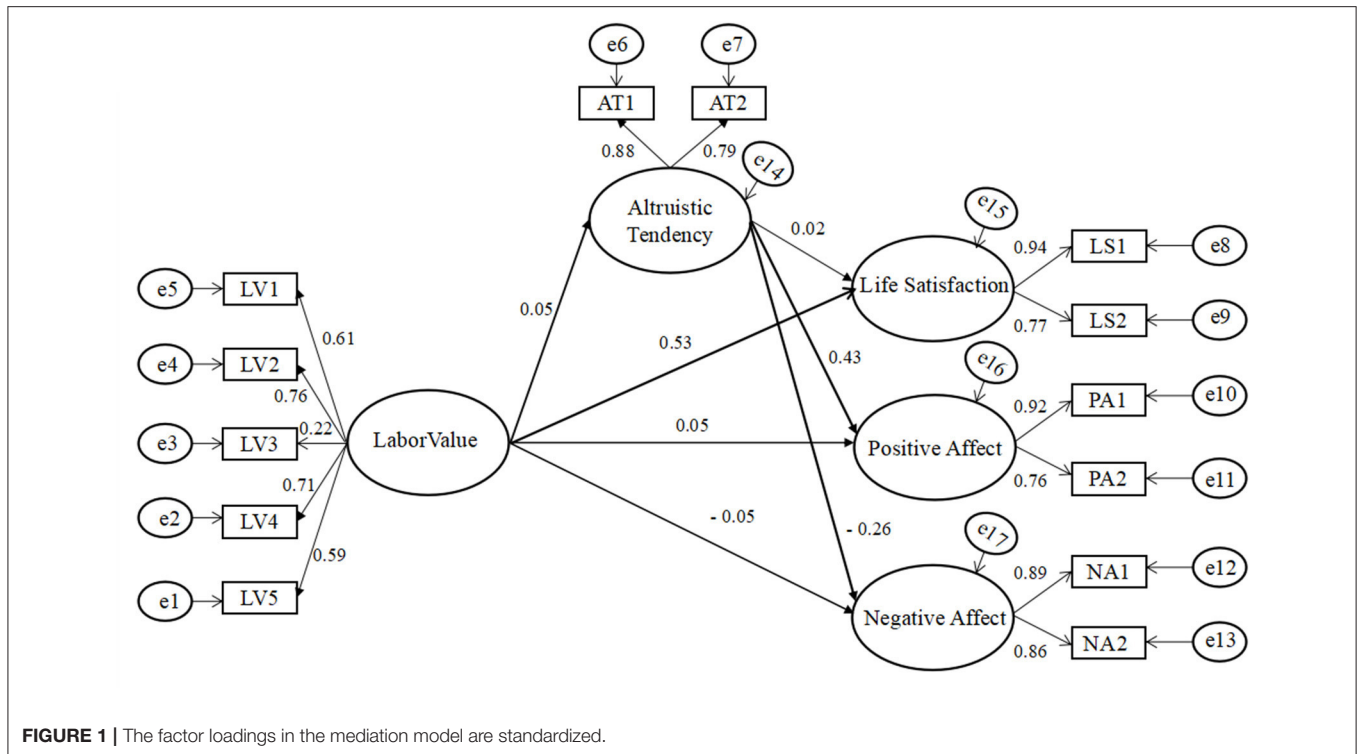 e6
e7
AT1
AT2
0.88
0.79
e14
Altruistic
Tendency
e15
0.02
0.94
LS1
e8
Life Satisfaction
0.77
LS2
e9
e5
LV1
0.05
0.61
0.53
0.43
e16
e4
LV2
0.76
0.92
PA1
e10
e3
LV3
0.22
LaborValue
0.05
Positive Affect
0.76
PA2
e11
0.71
e2
LV4
- 0.05
- 0.26
e17
0.59
0.89
NA1
e12
e1
LV5
Negative Affect
0.86
NA2
e13
FIGURE 1 | The factor loadings in the mediation model are standardized.